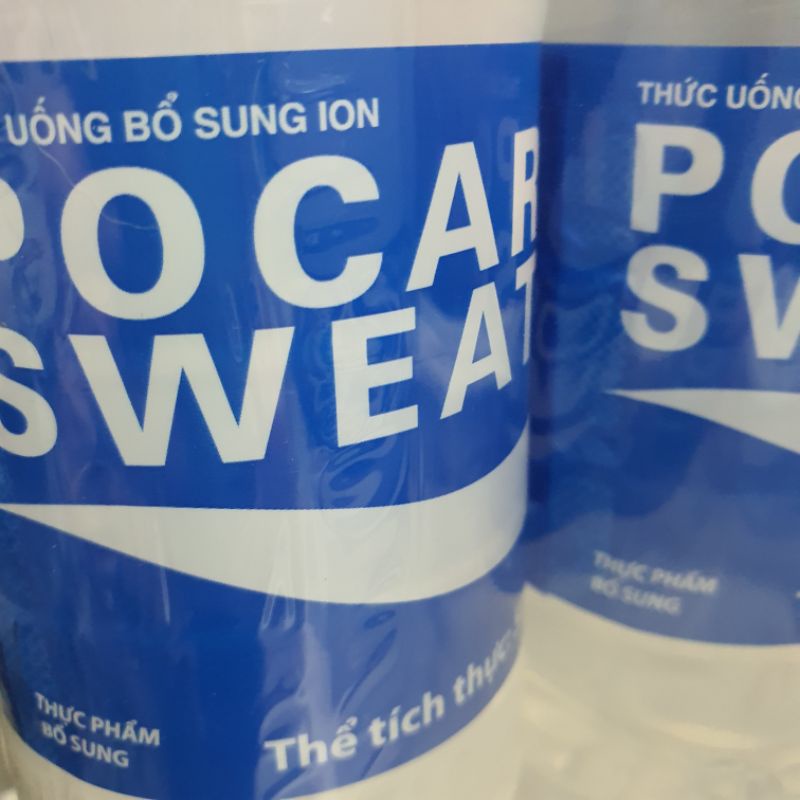 UỐNG BỔ SUNG ION
POCAR
SWEAT
Thể tích thực
THỰC PHẨM
BỔ SUNG
THỨC UỐNG
PO
SW
THỰC PHẨM
BỔ SUNG